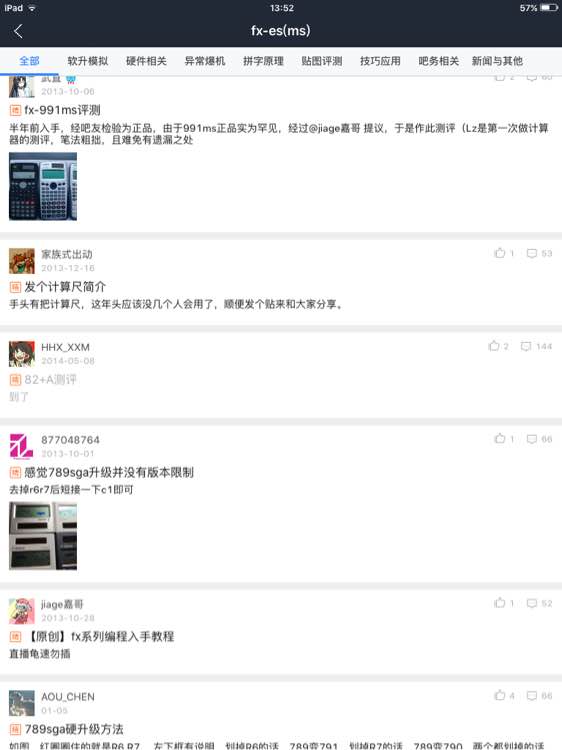 iPad
13:52
57%
fx-es(ms)
全部 软升模拟 硬件相关 异常爆机 拼字原理 贴图评测 技巧应用 吧务相关 新闻与其他
2 60
2013-10-06
精 fx-991ms评测
半年前入手，经吧友检验为正品，由于991ms正品实为罕见，经过@jiage嘉哥 提议，于是作此测评（Lz是第一次做计算
器的测评，笔法粗拙，且难免有遗漏之处
家族式出动
1 53
2013-12-16
精 发个计算尺简介
手头有把计算尺，这年头应该没几个人会用了，顺便发个贴来和大家分享。
HHX_XXM
2 144
2014-05-08
精 82+A测评
到了
877048764
1 66
2013-10-01
精 感觉789sga升级并没有版本限制
去掉r6r7后短接一下c1即可
jiage嘉哥
1 52
2013-10-28
精 【原创】fx系列编程入手教程
直播龟速勿插
AOU_CHEN
4 66
01-05
精 789sga硬升级方法
如图，红圈圈住的就是R6 R7， 左下框有说明，划掉R6的话，789变791，划掉R7的话，789变790，两个都划掉的话